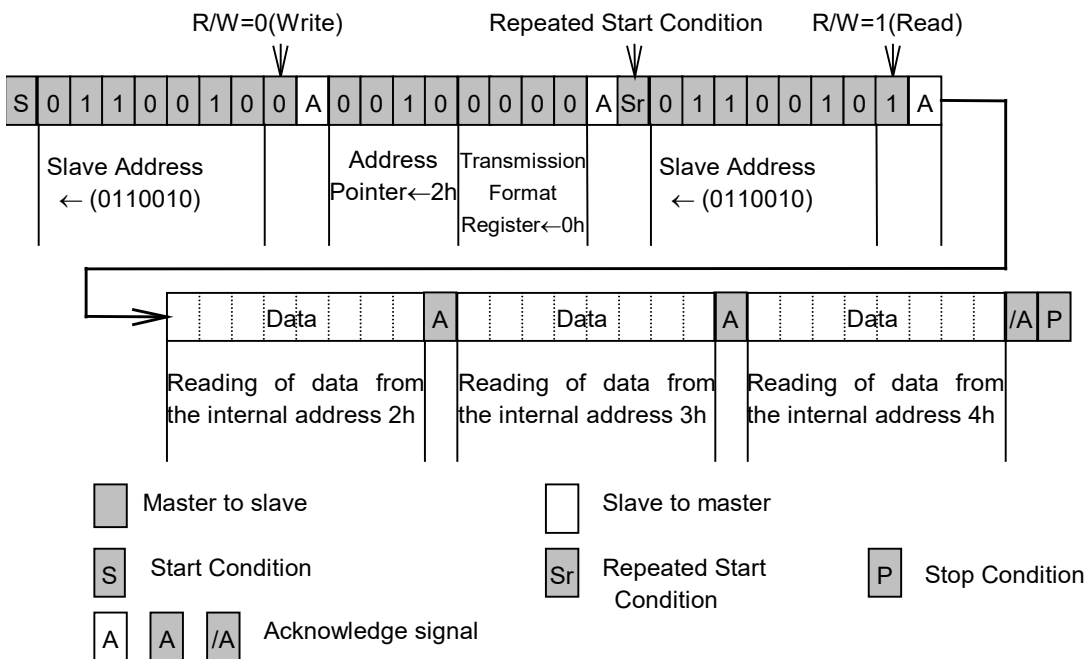 R/W=0(Write) Repeated Start Condition R/W=1(Read)
S 0 1 1 0 0 1 0 0 A 0 0 1 0 0 0 0 0 A Sr 0 1 1 0 0 1 0 1 A
Slave Address
← (0110010)
Address
Pointer←2h
Transmission
Format
Register←0h
Slave Address
← (0110010)
Data A Data A Data /A P
Reading of data from
the internal address 2h
Reading of data from
the internal address 3h
Reading of data from
the internal address 4h
Master to slave
Slave to master
S Start Condition
Sr Repeated Start
Condition
P Stop Condition
A A /A Acknowledge signal